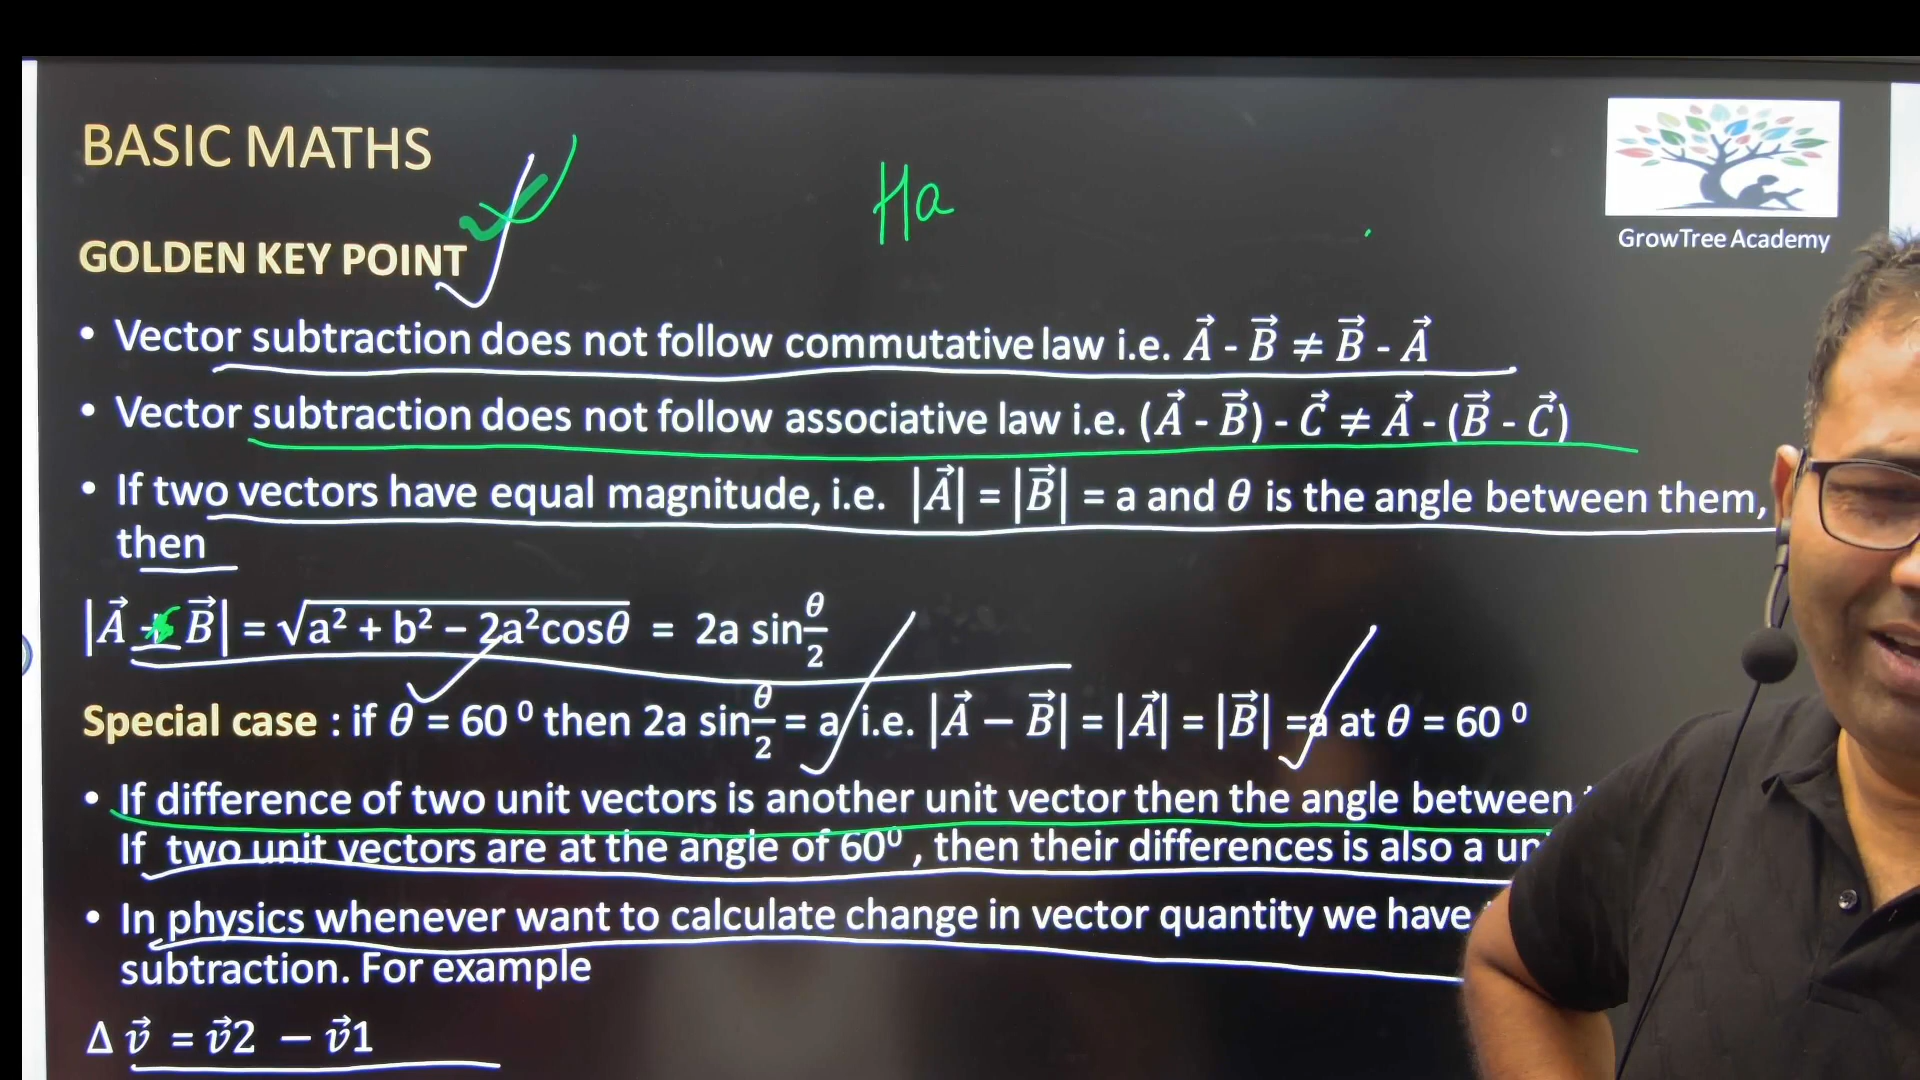 BASIC MATHS
Ha
GrowTree Academy
GOLDEN KEY POINT
• Vector subtraction does not follow commutative law i.e. A⃗ - B⃗ ≠ B⃗ - A⃗
• Vector subtraction does not follow associative law i.e. (A⃗ - B⃗) - C⃗ ≠ A⃗ - (B⃗ - C⃗)
• If two vectors have equal magnitude, i.e. |A⃗| = |B⃗| = a and θ is the angle between them,
then
|A⃗ - B⃗| = √a² + b² − 2a²cosθ = 2a sin θ/2
Special case : if θ = 60 ⁰ then 2a sin θ/2 = a i.e. |A⃗ − B⃗| = |A⃗| = |B⃗| =a at θ = 60 ⁰
• If difference of two unit vectors is another unit vector then the angle between
If two unit vectors are at the angle of 60⁰ , then their differences is also a
• In physics whenever want to calculate change in vector quantity we have
subtraction. For example
Δ v⃗ = v⃗2 − v⃗1